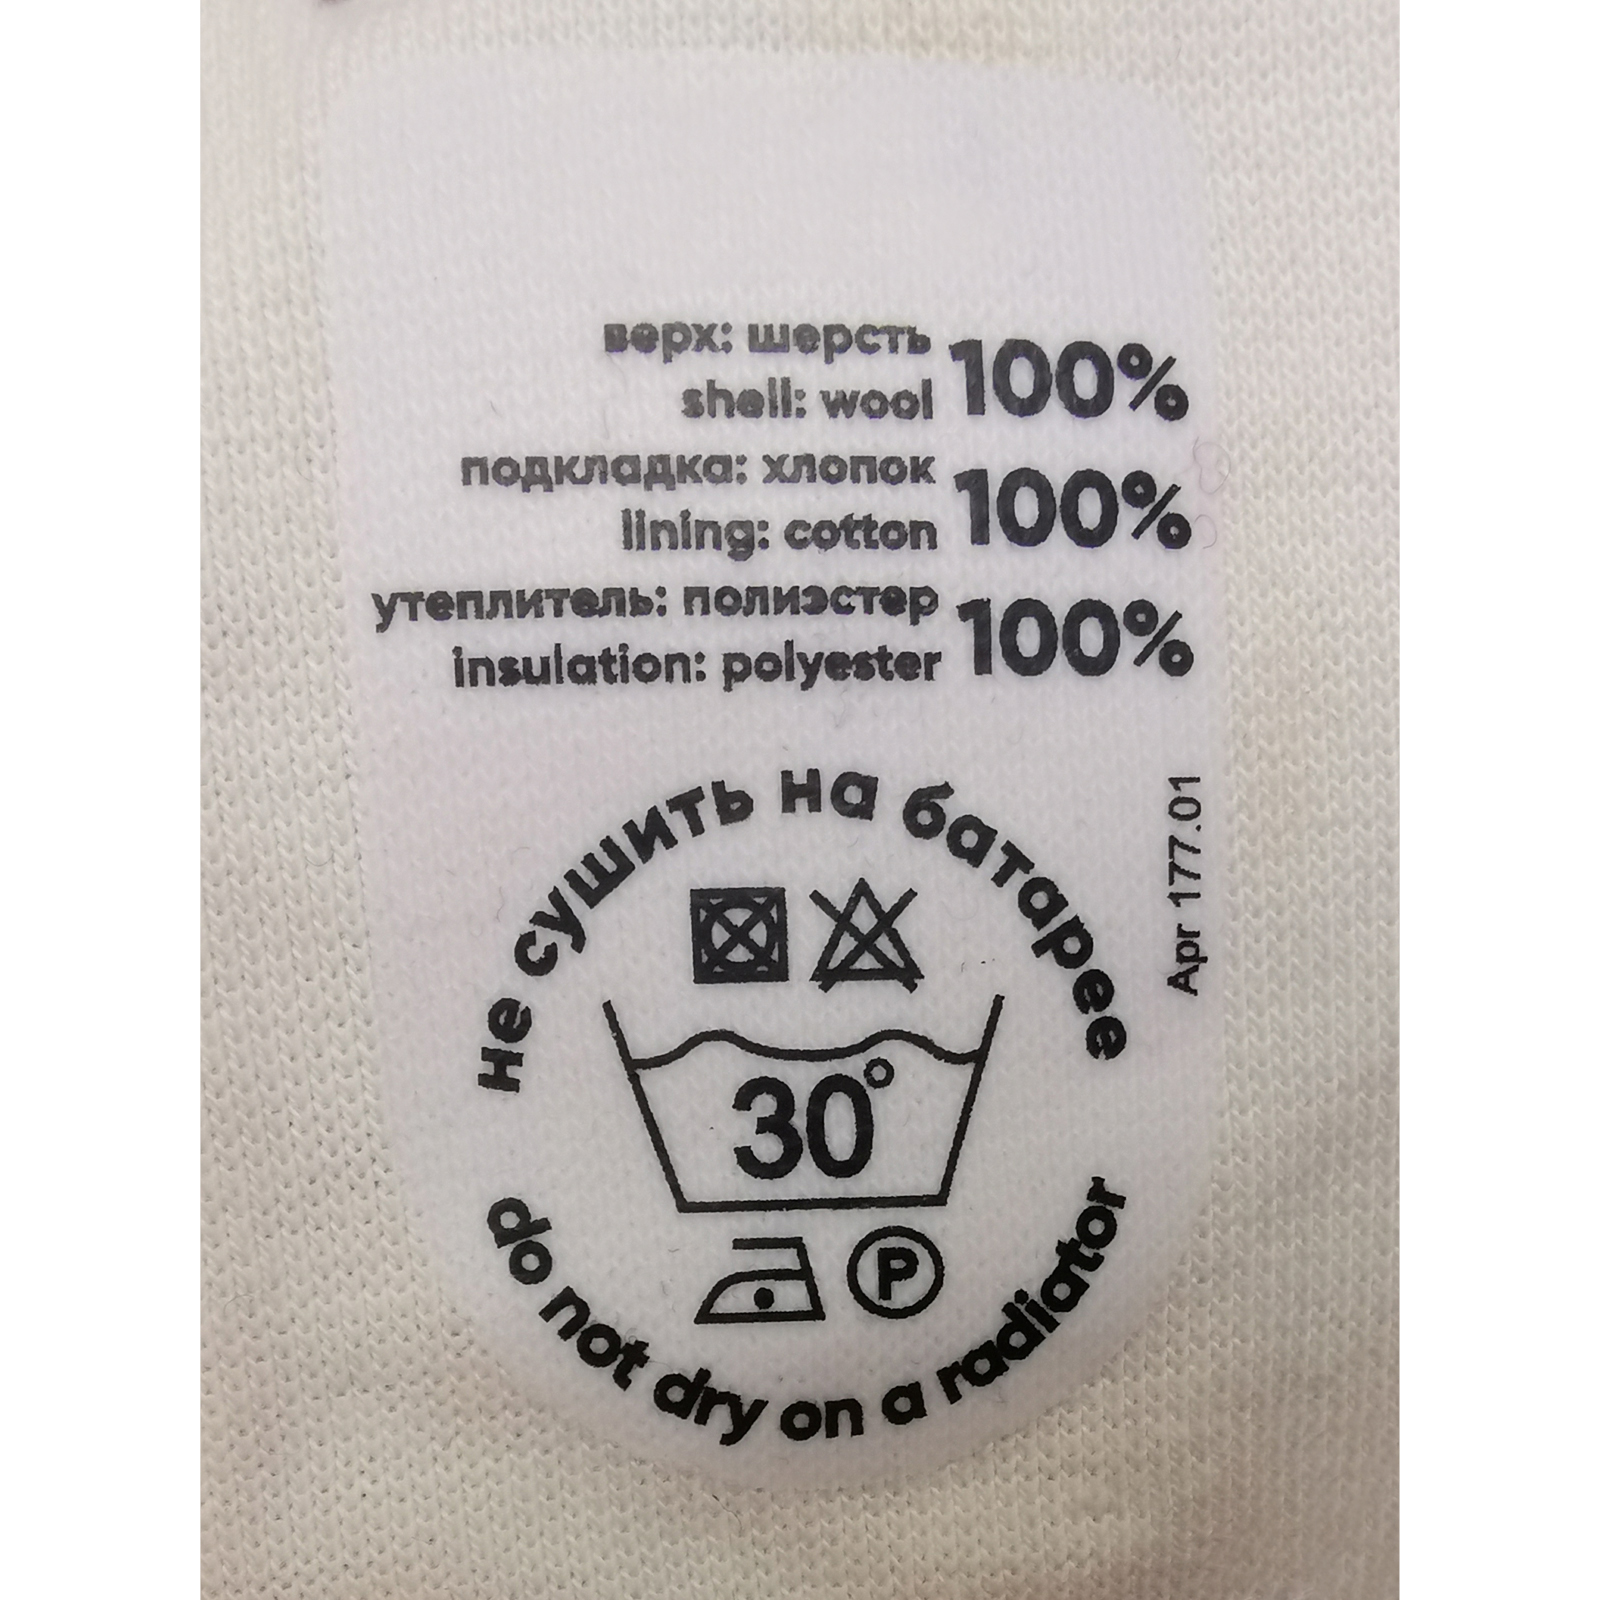 верх: шерсть 100%
shell: wool
подкладка: хлопок 100%
lining: cotton
утеплитель: полиэстер 100%
insulation: polyester
не сушить на батарее
30°
P
do not dry on a radiator
Арт 177.01